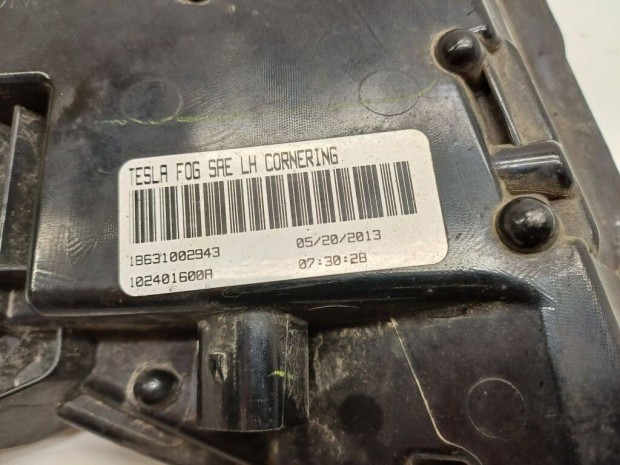 TESLA FOG SAE LH CORNERING
18631002943 05/20/2013
102401600A 07:30:28